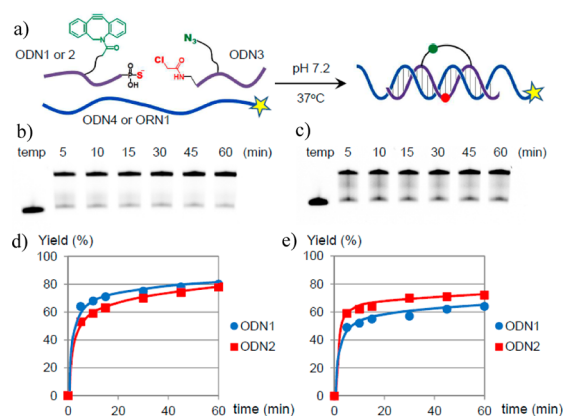 a)
ODN1 or 2
N3
ODN3
N
O
O
P
S-
OH
Cl
O
HN
pH 7.2
37ºC
ODN4 or ORN1
b)
temp 5 10 15 30 45 60 (min)
c)
temp 5 10 15 30 45 60 (min)
d) Yield (%)
100
80
60
40
20
0
0 20 40 60 time (min)
ODN1
ODN2
e) Yield (%)
100
80
60
40
20
0
0 20 40 60 time (min)
ODN1
ODN2